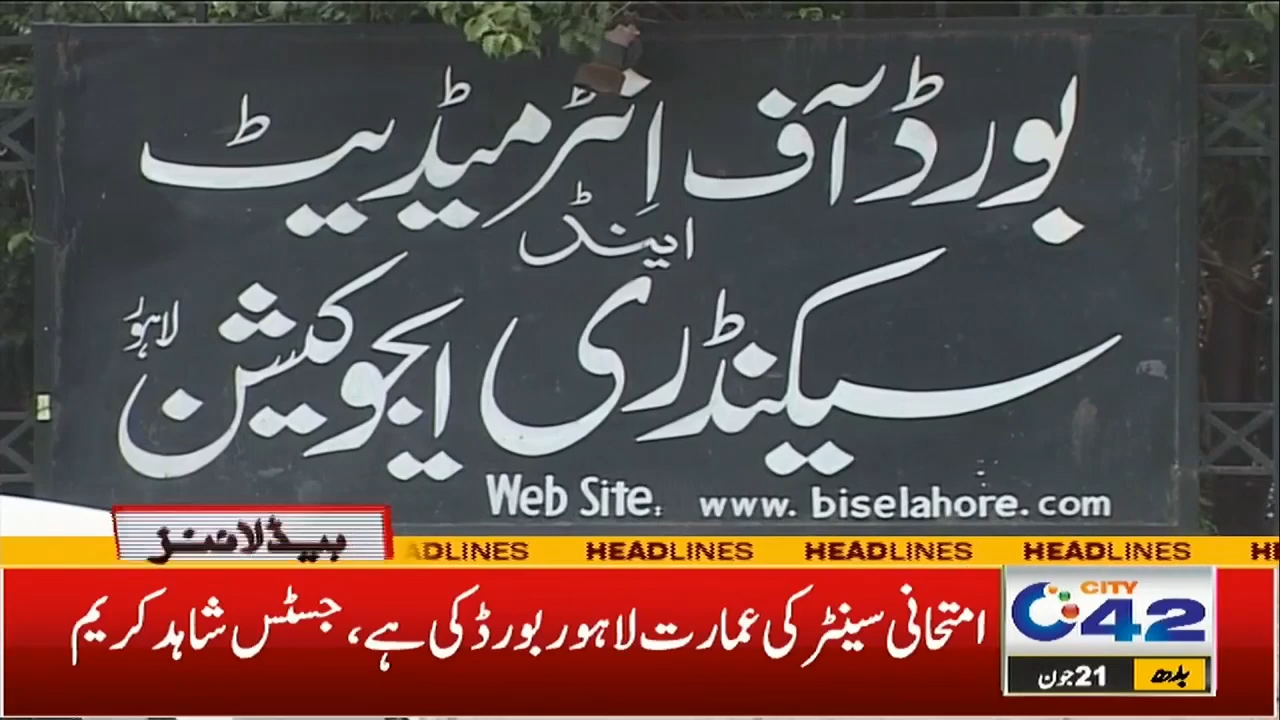 بورڈ آف انٹرمیڈیٹ
اینڈ
سیکنڈری ایجوکیشن لاہور
Web Site: www. biselahore. com
ہیڈلائنز
ADLINES HEADLINES HEADLINES HEADLINES H
امتحانی سینٹر کی عمارت لاہور بورڈ کی ہے، جسٹس شاہد کریم
CITY
42
بدھ 21 جون